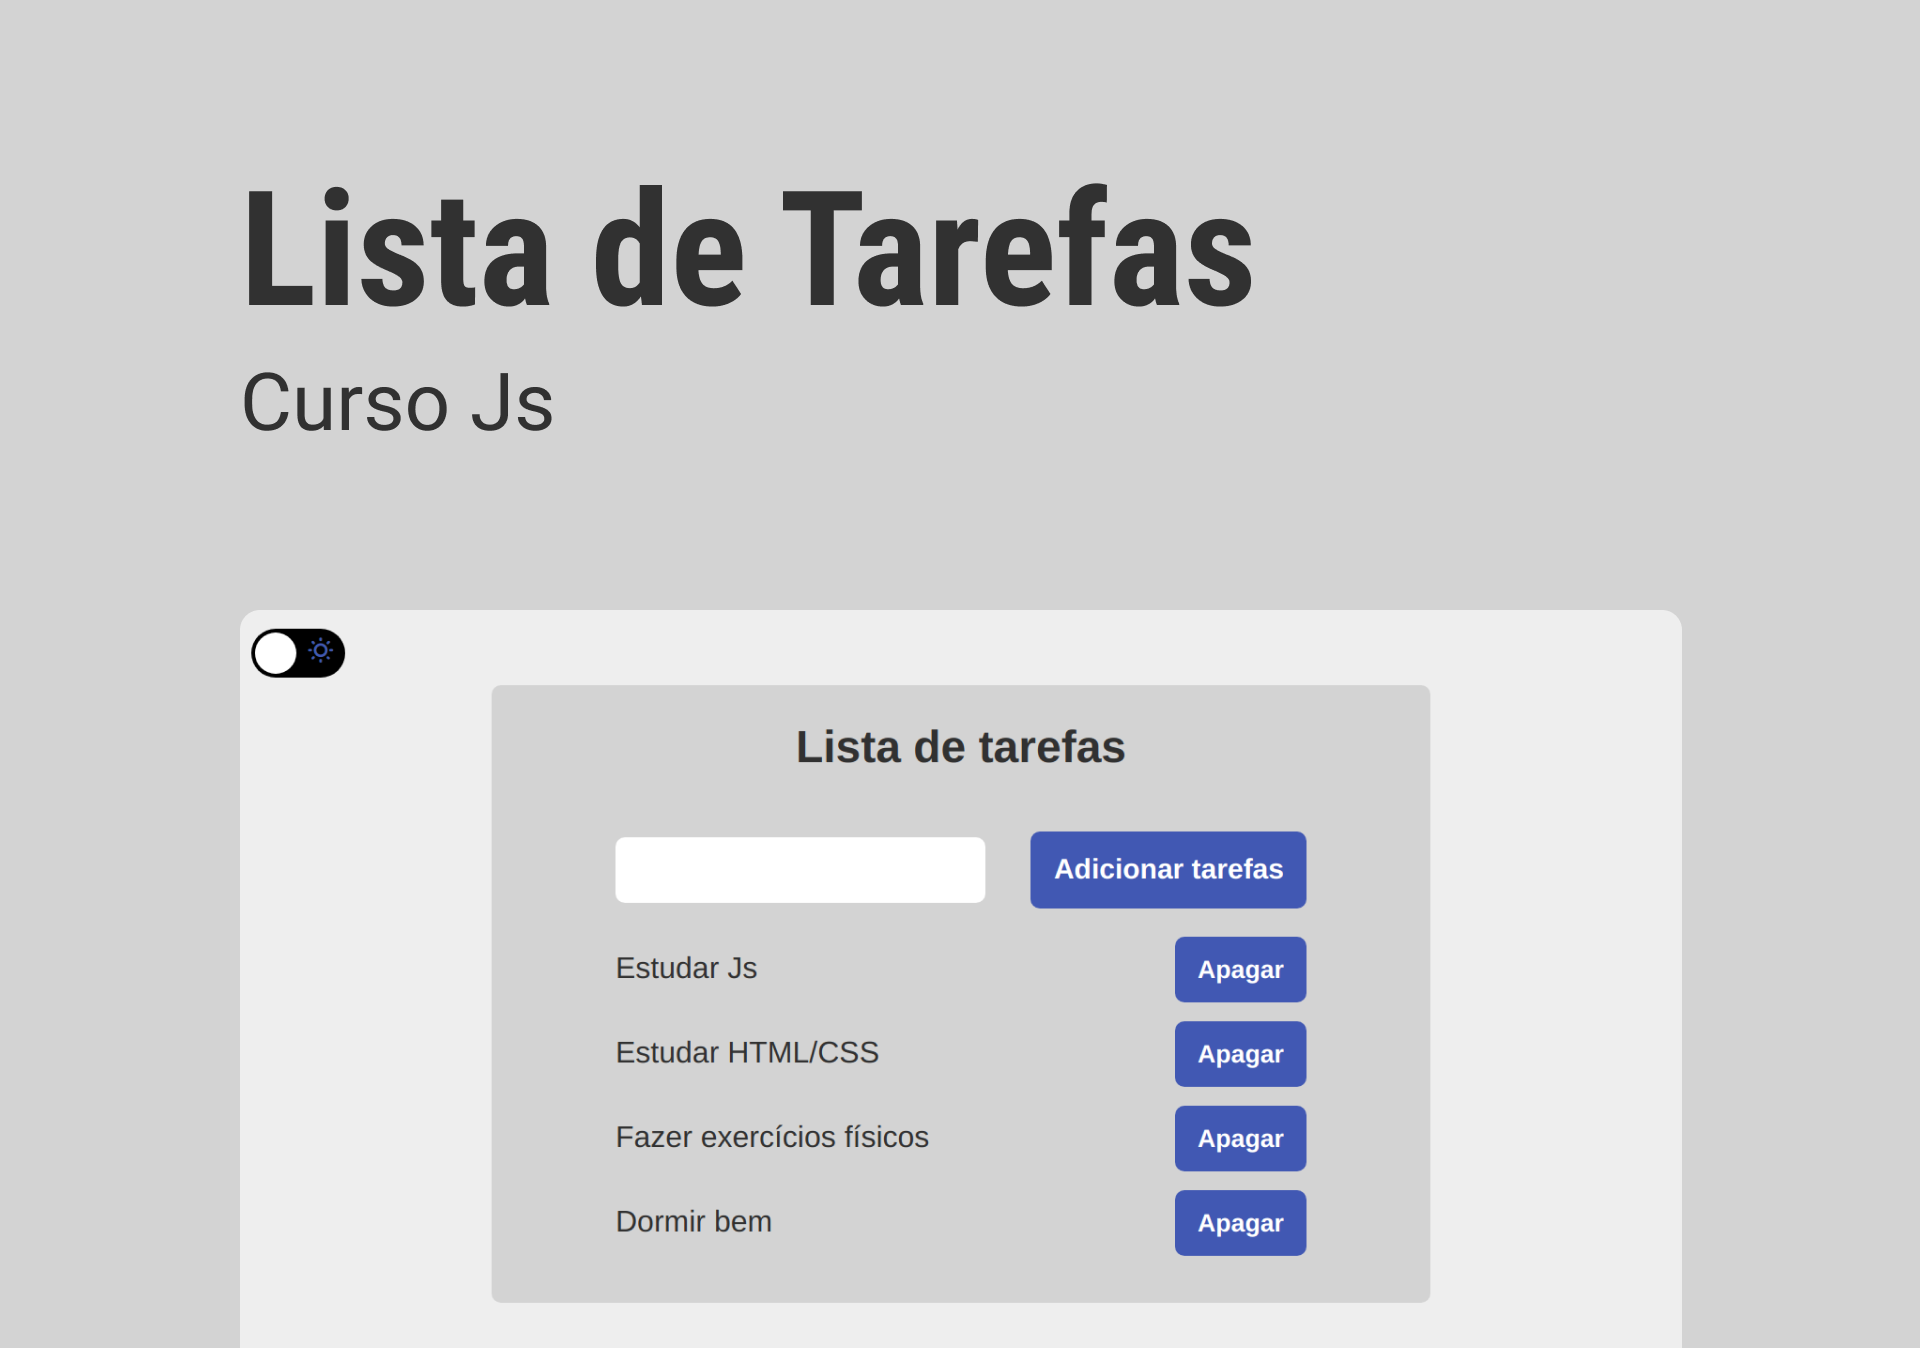 Lista de Tarefas
Curso Js
Lista de tarefas
Adicionar tarefas
Estudar Js Apagar
Estudar HTML/CSS Apagar
Fazer exercícios físicos Apagar
Dormir bem Apagar